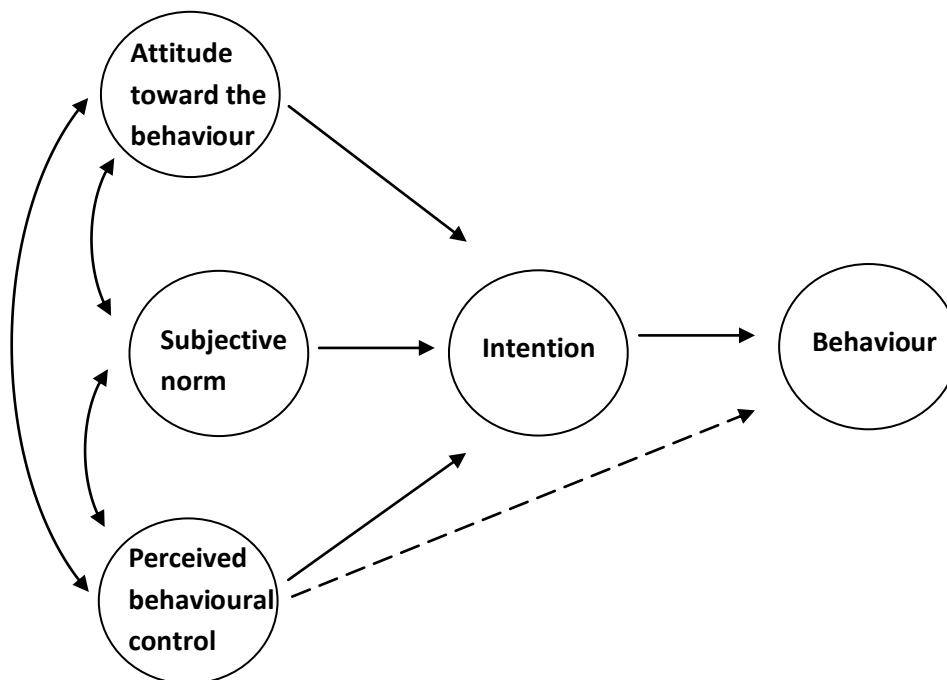 Attitude
toward the
behaviour
Subjective
norm
Intention
Behaviour
Perceived
behavioural
control